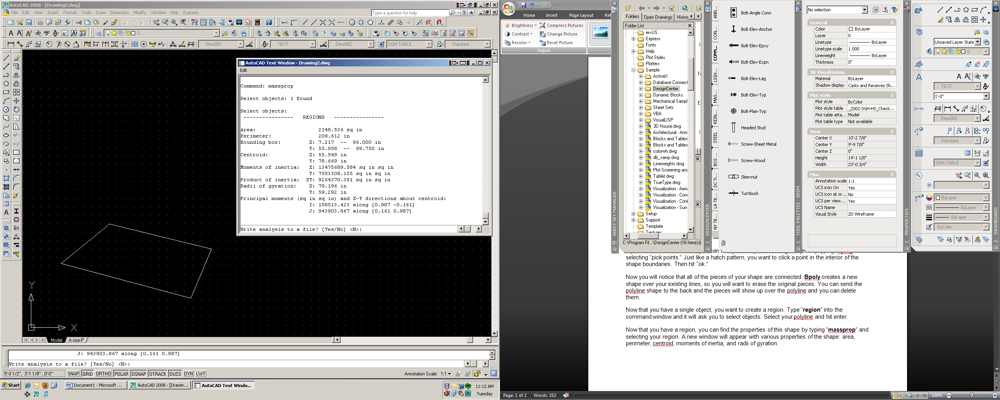 AutoCAD 2008 - [Drawing2.dwg]
File Edit View Insert Format Tools Draw Dimension Modify Window Help Express
Type a question for help
Dims002
TEXT
Dims002
SGH-TABLE
Standard
AutoCAD Text Window - Drawing2.dwg
Edit
Command: massprop
Select objects: 1 found
Select objects:
---------------- REGIONS ----------------
Area: 2148.536 sq in
Perimeter: 209.612 in
Bounding box: X: 7.217 -- 96.000 in
Y: 55.958 -- 99.750 in
Centroid: X: 55.549 in
Y: 78.669 in
Moments of inertia: X: 13475689.584 sq in sq in
Y: 7553308.155 sq in sq in
Product of inertia: XY: 9264370.391 sq in sq in
Radii of gyration: X: 79.196 in
Y: 59.292 in
Principal moments (sq in sq in) and X-Y directions about centroid:
I: 158513.423 along [0.987 -0.161]
J: 943903.867 along [0.161 0.987]
Write analysis to a file? [Yes/No] <N>:
Y
X
Model A-size-P
J: 943903.867 along [0.161 0.987]
Write analysis to a file? [Yes/No] <N>:
5'-0 1/2", 3'-1 1/8" , 0'-0" SNAP GRID ORTHO POLAR OSNAP OTRACK DUCS DYN LWT
Annotation Scale: 1:1
Start
Document1 - Microsoft ...
AutoCAD 2008 - [Drawin...
AutoCAD Text Windo...
11:12 AM
Tuesday
Home Insert Page Layout Ref
Brightness Compress Pictures
Contrast Change Picture
Recolor Reset Picture
Adjust
SHEET SET MANAGER
Folders Open Drawings History
Folder List
en-US
Express
Fonts
Help
Plot Styles
Plotters
Sample
ActiveX
Database Connect
DesignCenter
Dynamic Blocks
Mechanical Sampl
Sheet Sets
VBA
VisualLISP
3D House.dwg
Architectural - Ann
Blocks and Tables
Blocks and Tables
colorwh.dwg
db_samp.dwg
Lineweights.dwg
Plot Screening and
Tablet.dwg
TrueType.dwg
Visualization - Aeria
Visualization - Con
Visualization - Con
Visualization - Sun
Setup
Support
Template
Textures
C:\Program Fil...\DesignCenter (16 Item(s))
DESIGNCENTER
ANN...
CON...
CONN...
LIGH...
MAS...
REIN...
STEEL
BOS ...
DC Ti...
LA Tit...
NY Tit...
Bolt-Angle Conn
Bolt-Elev-Anchor
Bolt-Elev-Epxy
Bolt-Elev-Expn
Bolt-Elev-Lag
Bolt-Elev-Typ
Bolt-Plan-Typ
Headed Stud
Screw-Sheet Metal
Screw-Wood
Sleevnut
Turnbuck
TOOL PALETTES - SESM
No selection
General
Color ByLayer
Layer 0
Linetype ByLayer
Linetype scale 1.000
Lineweight ByLayer
Thickness 0"
3D Visualization
Material ByLayer
Shadow display Casts and Receives Sh...
Plot style
Plot style ByColor
Plot style table _2002-SGH-HS_Check...
Plot table atta... Model
Plot table type Not available
View
Center X 10'-2 7/8"
Center Y 9'-9 7/8"
Center Z 0"
Height 14'-1 1/8"
Width 23'-0 3/4"
Misc
Annotation scale 1:1
UCS icon On Yes
UCS icon at or... No
UCS per view... Yes
UCS Name
Visual Style 2D Wireframe
PROPERTIES
Unsaved Layer State
0
TEXT
1'-0"
Dims002
Standard
SGH-TABLE
ByLayer
ByLayer
ByLayer
ByColor
DASHBOARD
selecting “pick points.” Just like a hatch pattern, you want to click a point in the interior of the
shape boundaries. Then hit “ok.”
Now you will notice that all of the pieces of your shape are connected. Bpoly creates a new
shape over your existing lines, so you will want to erase the original pieces. You can send the
polyline shape to the back and the pieces will show up over the polyline and you can delete
them.
Now that you have a single object, you want to create a region. Type “region” into the
command window and it will ask you to select objects. Select your polyline and hit enter.
Now that you have a region, you can find the properties of this shape by typing “massprop” and
selecting your region. A new window will appear with various properties of the shape: area,
perimeter, centroid, moments of inertia, and radii of gyration.
Page: 1 of 2 Words: 352
100%